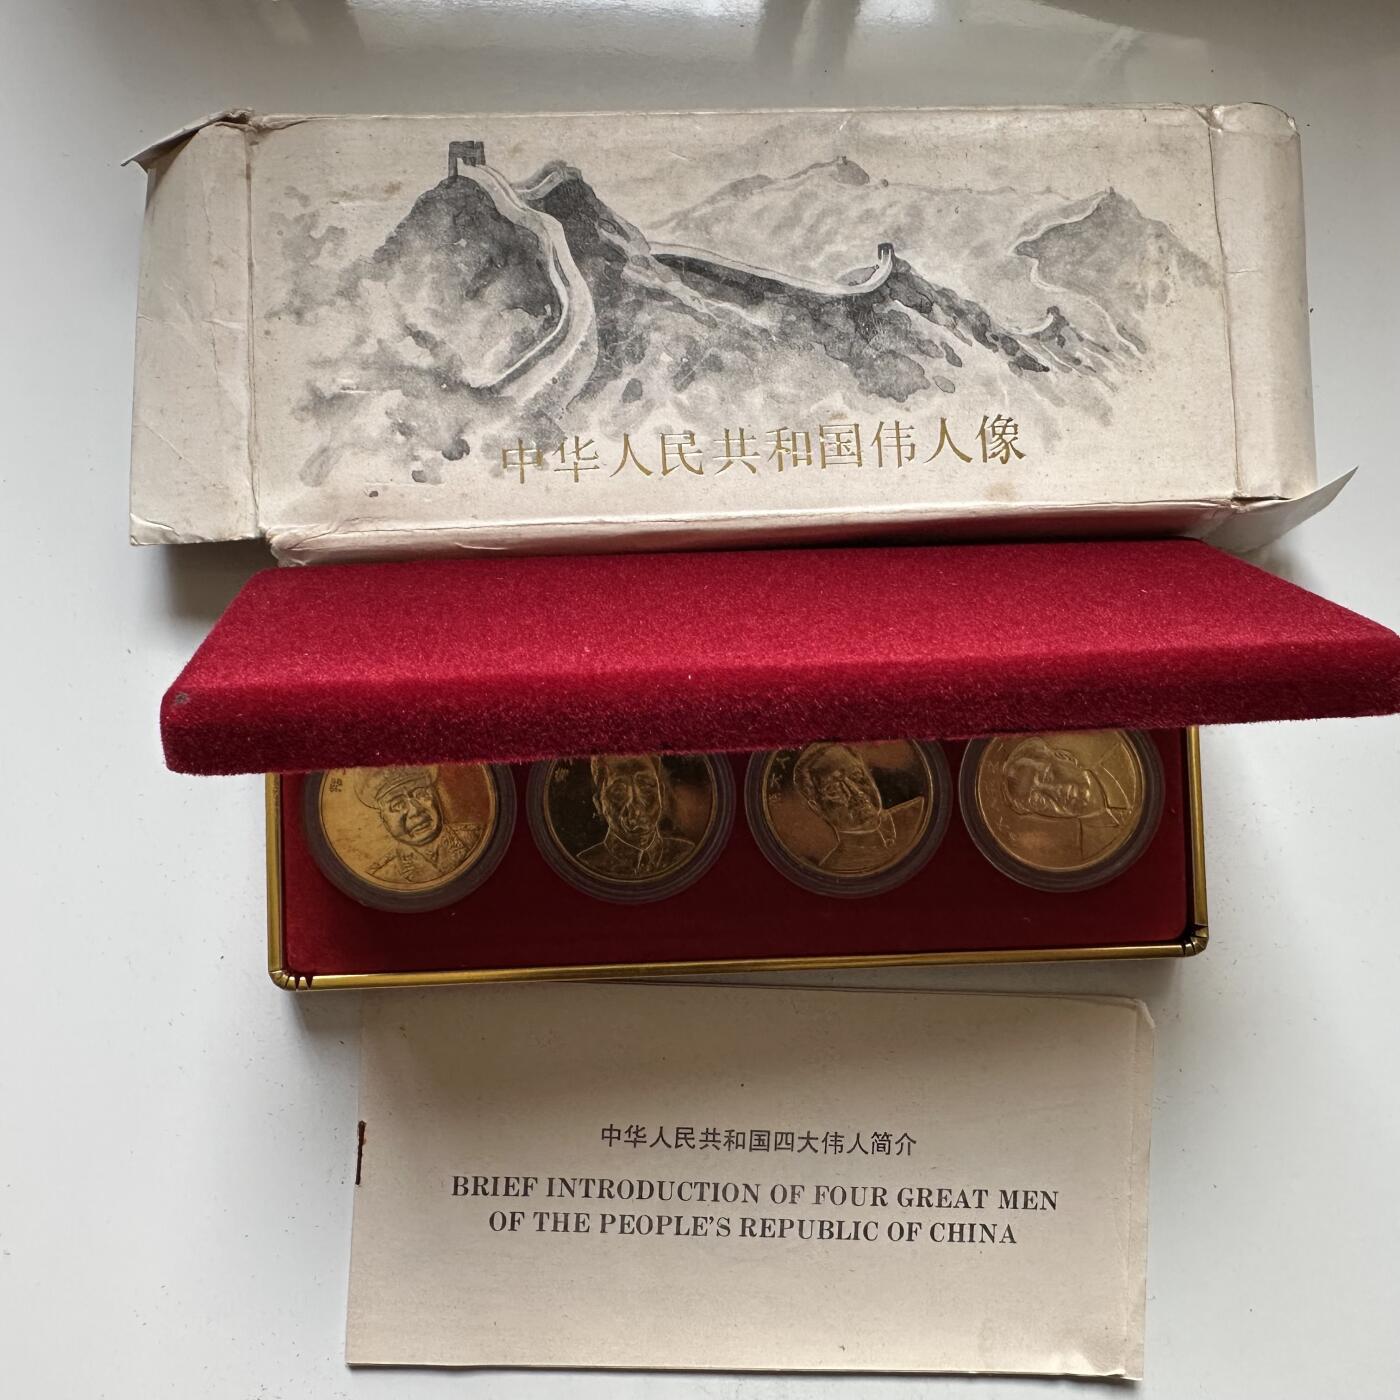 中华人民共和国伟人像
中华人民共和国四大伟人简介
BRIEF INTRODUCTION OF FOUR GREAT MEN
OF THE PEOPLE'S REPUBLIC OF CHINA